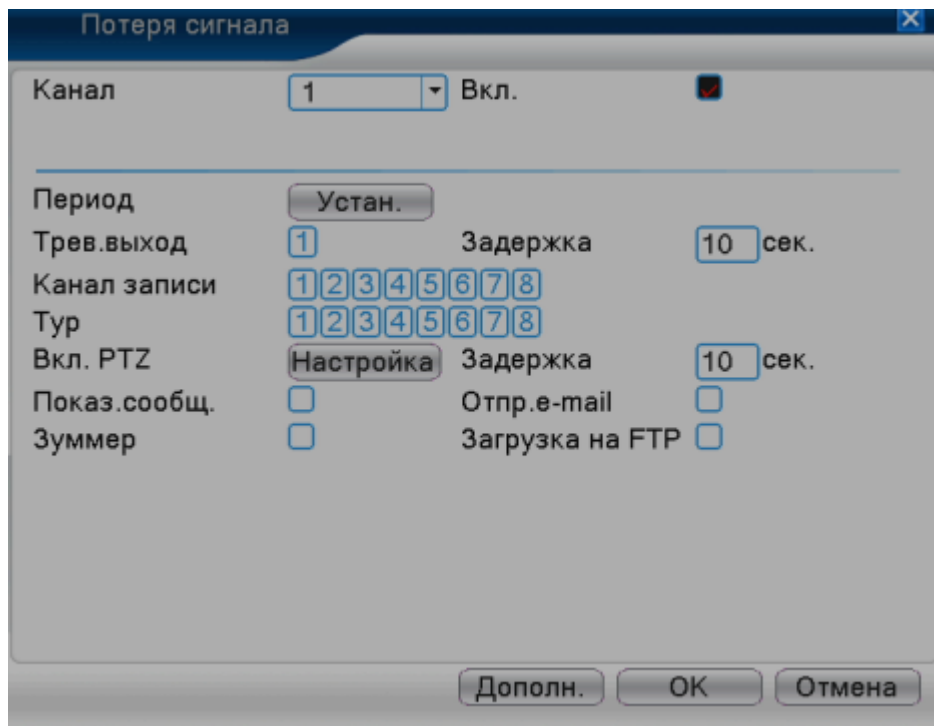 Потеря сигнала
Канал 1 Вкл.
Период Устан.
Трев.выход 1 Задержка 10 сек.
Канал записи 1 2 3 4 5 6 7 8
Тур 1 2 3 4 5 6 7 8
Вкл. PTZ Настройка Задержка 10 сек.
Показ.сообщ. Отпр.e-mail
Зуммер Загрузка на FTP
Дополн. OK Отмена